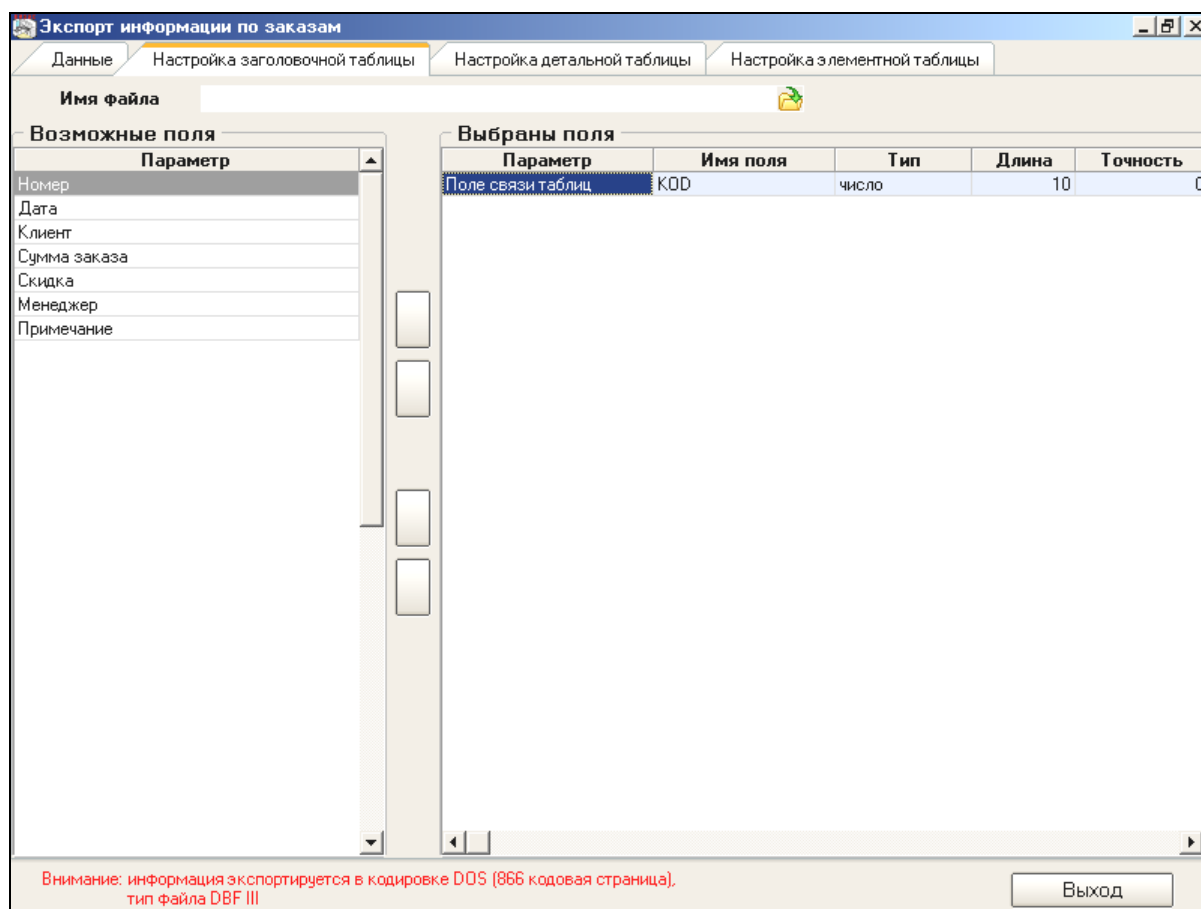 Экспорт информации по заказам
Данные Настройка заголовочной таблицы Настройка детальной таблицы Настройка элементной таблицы
Имя файла
Возможные поля
Выбраны поля
Параметр
Параметр Имя поля Тип Длина Точность
Номер
Поле связи таблиц KOD число 10 0
Дата
Клиент
Сумма заказа
Скидка
Менеджер
Примечание
Внимание: информация экспортируется в кодировке DOS (866 кодовая страница),
тип файла DBF III
Выход